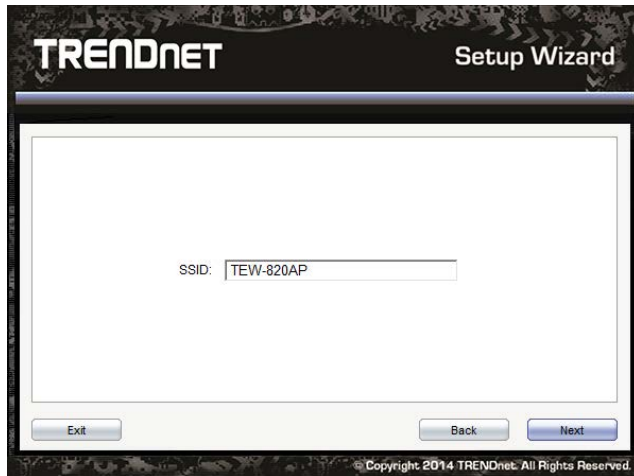 TRENDNET
Setup Wizard
SSID: TEW-820AP
Exit
Back
Next
© Copyright 2014 TRENDnet. All Rights Reserved.